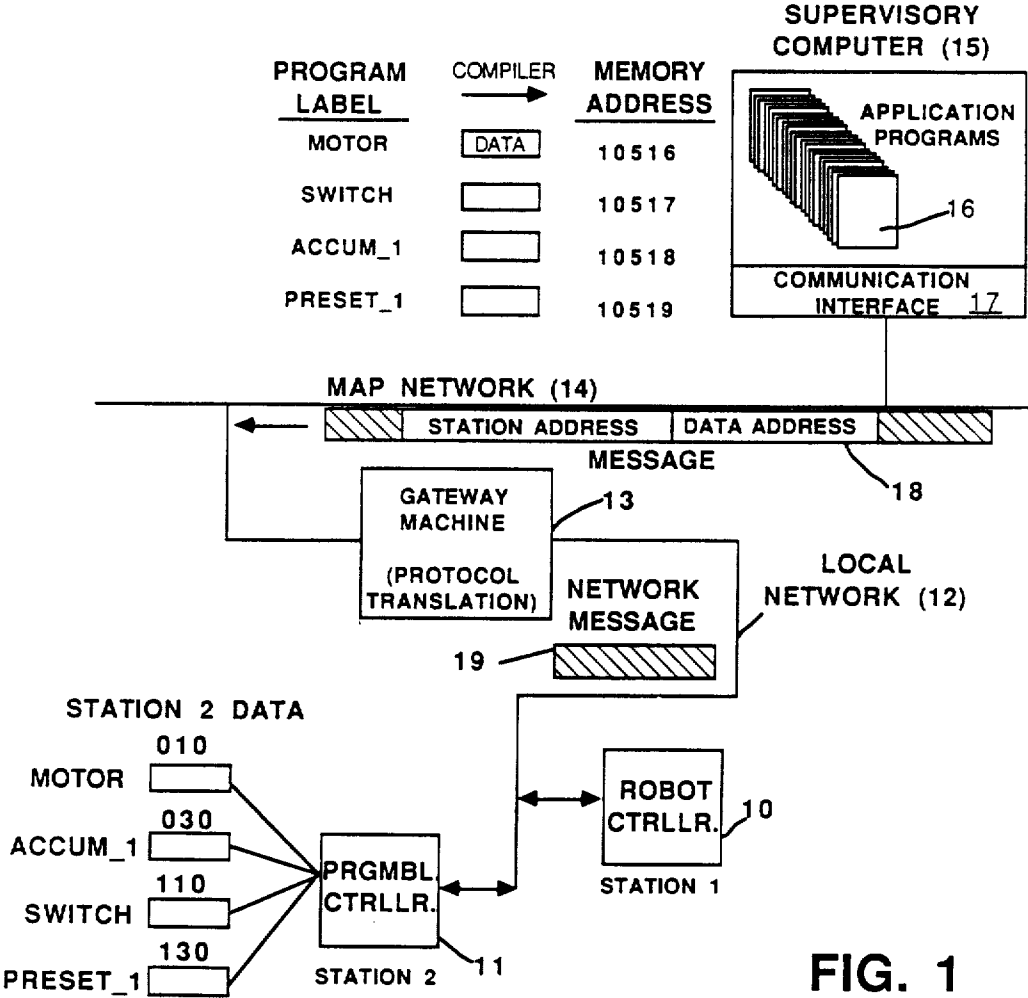 SUPERVISORY
COMPUTER (15)
PROGRAM
LABEL
COMPILER
MEMORY
ADDRESS
MOTOR
DATA
10516
SWITCH
10517
ACCUM_1
10518
PRESET_1
10519
APPLICATION
PROGRAMS
16
COMMUNICATION
INTERFACE 17
MAP NETWORK (14)
STATION ADDRESS
DATA ADDRESS
MESSAGE
18
GATEWAY
MACHINE
(PROTOCOL
TRANSLATION)
13
LOCAL
NETWORK (12)
NETWORK
MESSAGE
19
STATION 2 DATA
010
MOTOR
030
ACCUM_1
110
SWITCH
130
PRESET_1
PRGMBL.
CTRLLR.
11
STATION 2
ROBOT
CTRLLR.
10
STATION 1
FIG. 1